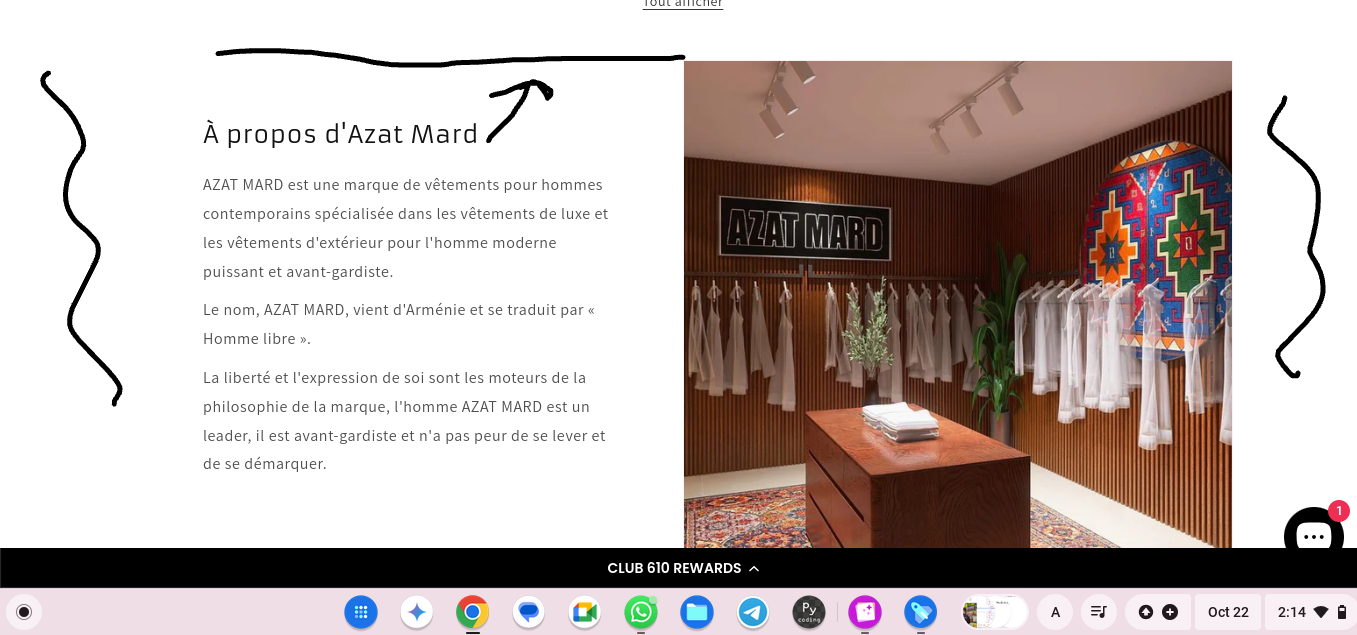 Tout afficher
À propos d'Azat Mard
AZAT MARD est une marque de vêtements pour hommes
contemporains spécialisée dans les vêtements de luxe et
les vêtements d'extérieur pour l'homme moderne
puissant et avant-gardiste.
Le nom, AZAT MARD, vient d'Arménie et se traduit par «
Homme libre ».
La liberté et l'expression de soi sont les moteurs de la
philosophie de la marque, l'homme AZAT MARD est un
leader, il est avant-gardiste et n'a pas peur de se lever et
de se démarquer.
AZAT MARD
1
CLUB 610 REWARDS
Py
coding
A
Oct 22
2:14